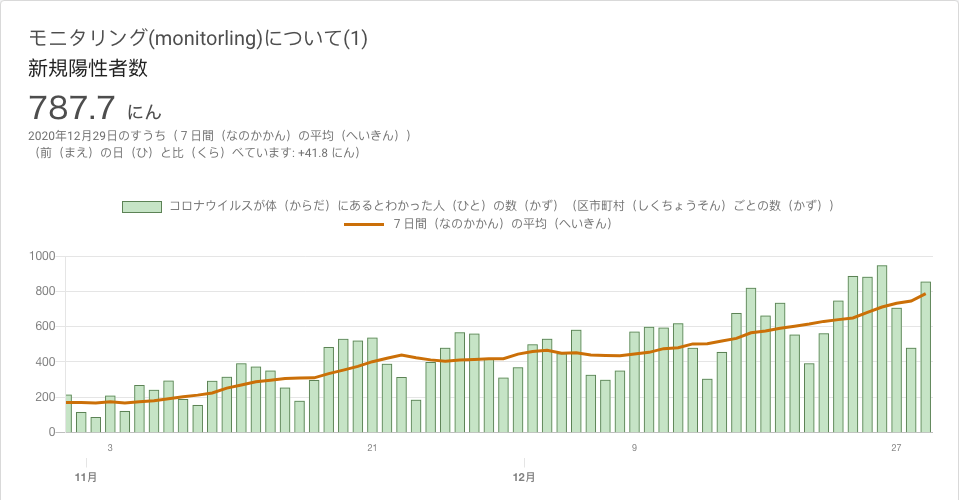 モニタリング(monitorling)について(1)
新規陽性者数
787.7 にん
2020年12月29日のすうち（７日間（なのかかん）の平均（へいきん））
（前（まえ）の日（ひ）と比（くら）べています: +41.8 にん）
コロナウイルスが体（からだ）にあるとわかった人（ひと）の数（かず）（区市町村（しくちょうそん）ごとの数（かず））
７日間（なのかかん）の平均（へいきん）
1000
800
600
400
200
0
3 21 9 27
11月 12月